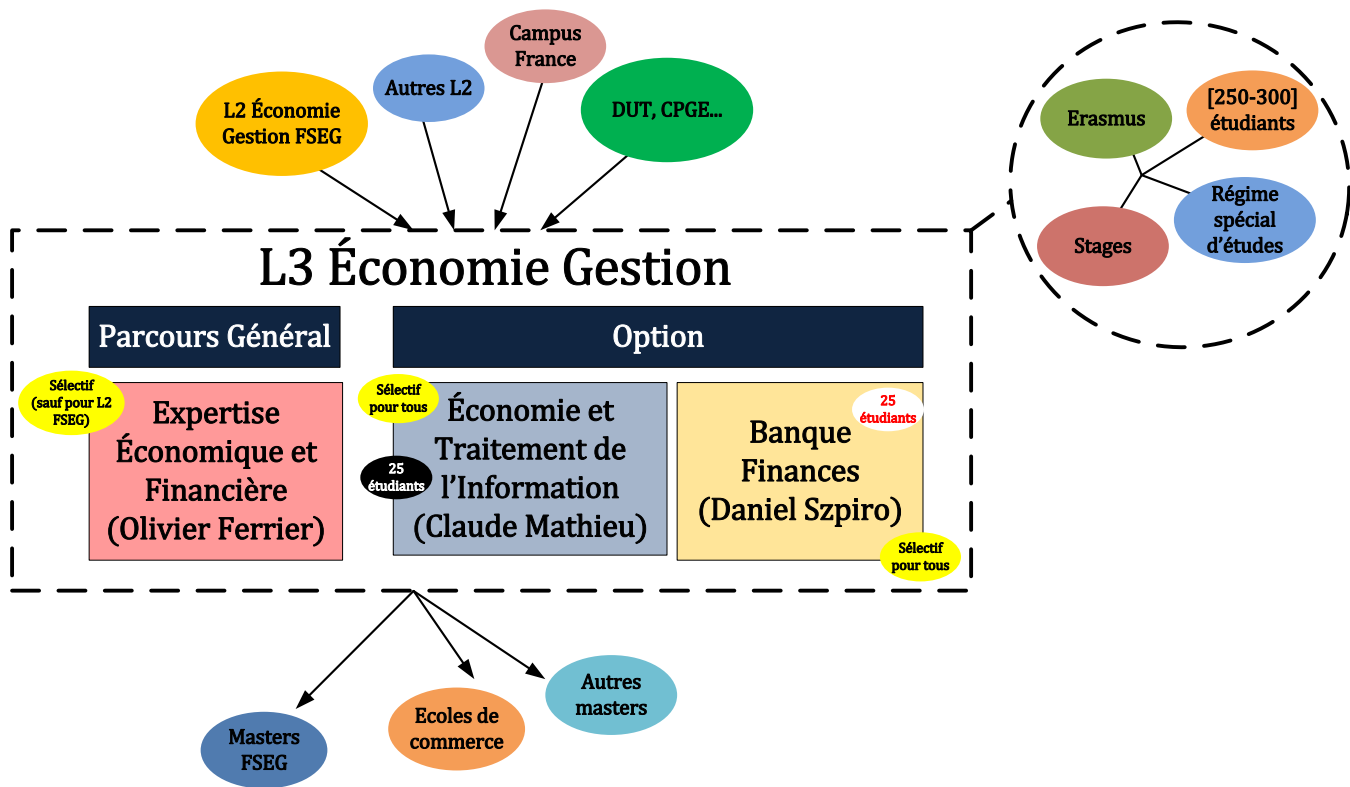 Campus
France
Autres L2
L2 Économie
Gestion FSEG
DUT, CPGE...
Erasmus
[250-300]
étudiants
Stages
Régime
spécial
d'études
L3 Économie Gestion
Parcours Général
Option
Sélectif
(sauf pour L2
FSEG)
Expertise
Économique et
Financière
(Olivier Ferrier)
Sélectif
pour tous
25
étudiants
Économie et
Traitement de
l'Information
(Claude Mathieu)
25
étudiants
Banque
Finances
(Daniel Szpiro)
Sélectif
pour tous
Masters
FSEG
Ecoles de
commerce
Autres
masters